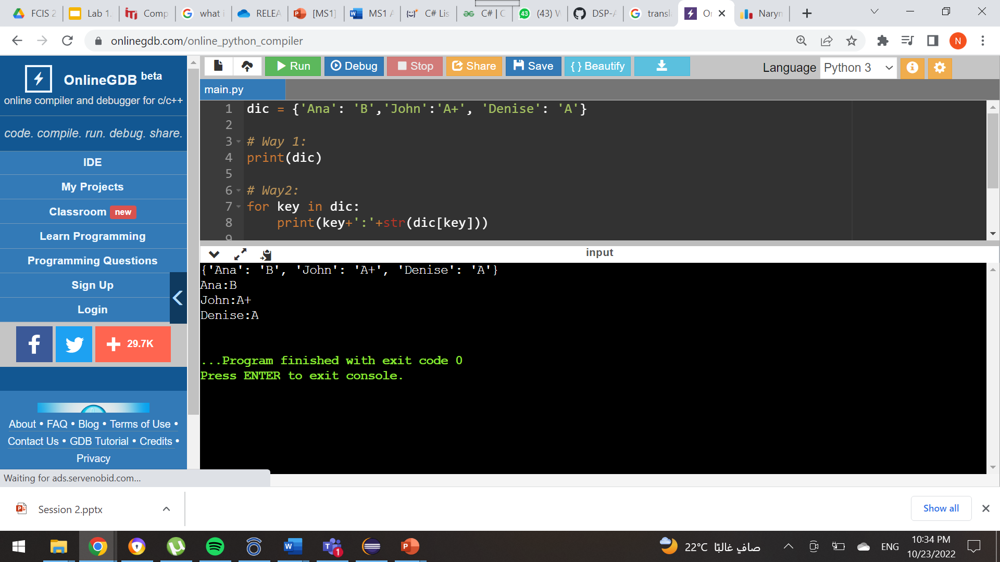 FCIS 2
Lab 1.
Comp
what i
RELEA
[MS1]
MS1 A
C# Lis
C# | C
(43) W
DSP-A
transla
Or
Naryn
onlinegdb.com/online_python_compiler
N
OnlineGDB beta
online compiler and debugger for c/c++
code. compile. run. debug. share.
IDE
My Projects
Classroom new
Learn Programming
Programming Questions
Sign Up
Login
29.7K
About • FAQ • Blog • Terms of Use •
Contact Us • GDB Tutorial • Credits •
Privacy
Run Debug Stop Share Save { } Beautify
Language Python 3
main.py
1 dic = {'Ana': 'B','John':'A+', 'Denise': 'A'}
2
3 # Way 1:
4 print(dic)
5
6 # Way2:
7 for key in dic:
8     print(key+':'+str(dic[key]))
9
input
{'Ana': 'B', 'John': 'A+', 'Denise': 'A'}
Ana:B
John:A+
Denise:A
...Program finished with exit code 0
Press ENTER to exit console.
Waiting for ads.servenobid.com...
Session 2.pptx
Show all
22°C صافٍ غالبًا
ENG
10:34 PM
10/23/2022